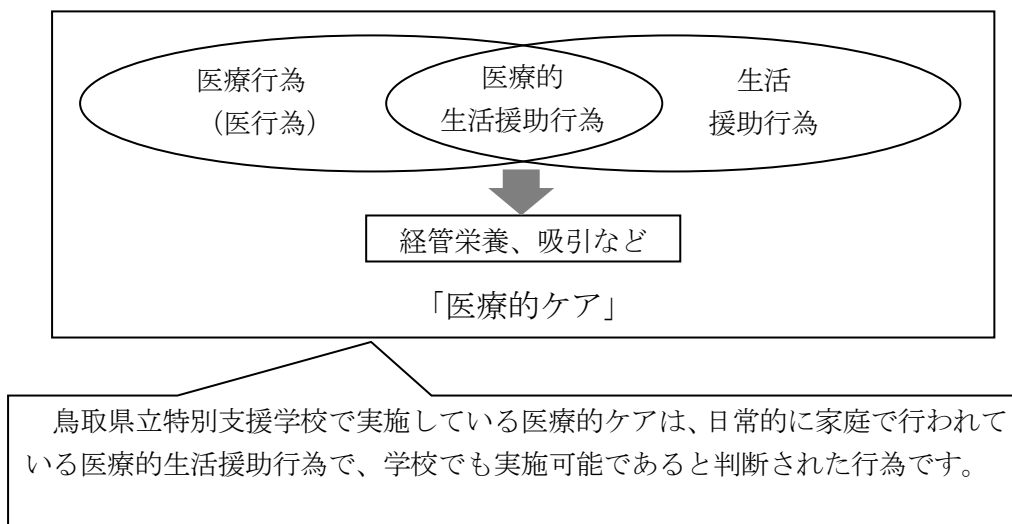 医療行為
（医行為）
医療的
生活援助行為
生活
援助行為
経管栄養、吸引など
「医療的ケア」
鳥取県立特別支援学校で実施している医療的ケアは、日常的に家庭で行われて
いる医療的生活援助行為で、学校でも実施可能であると判断された行為です。